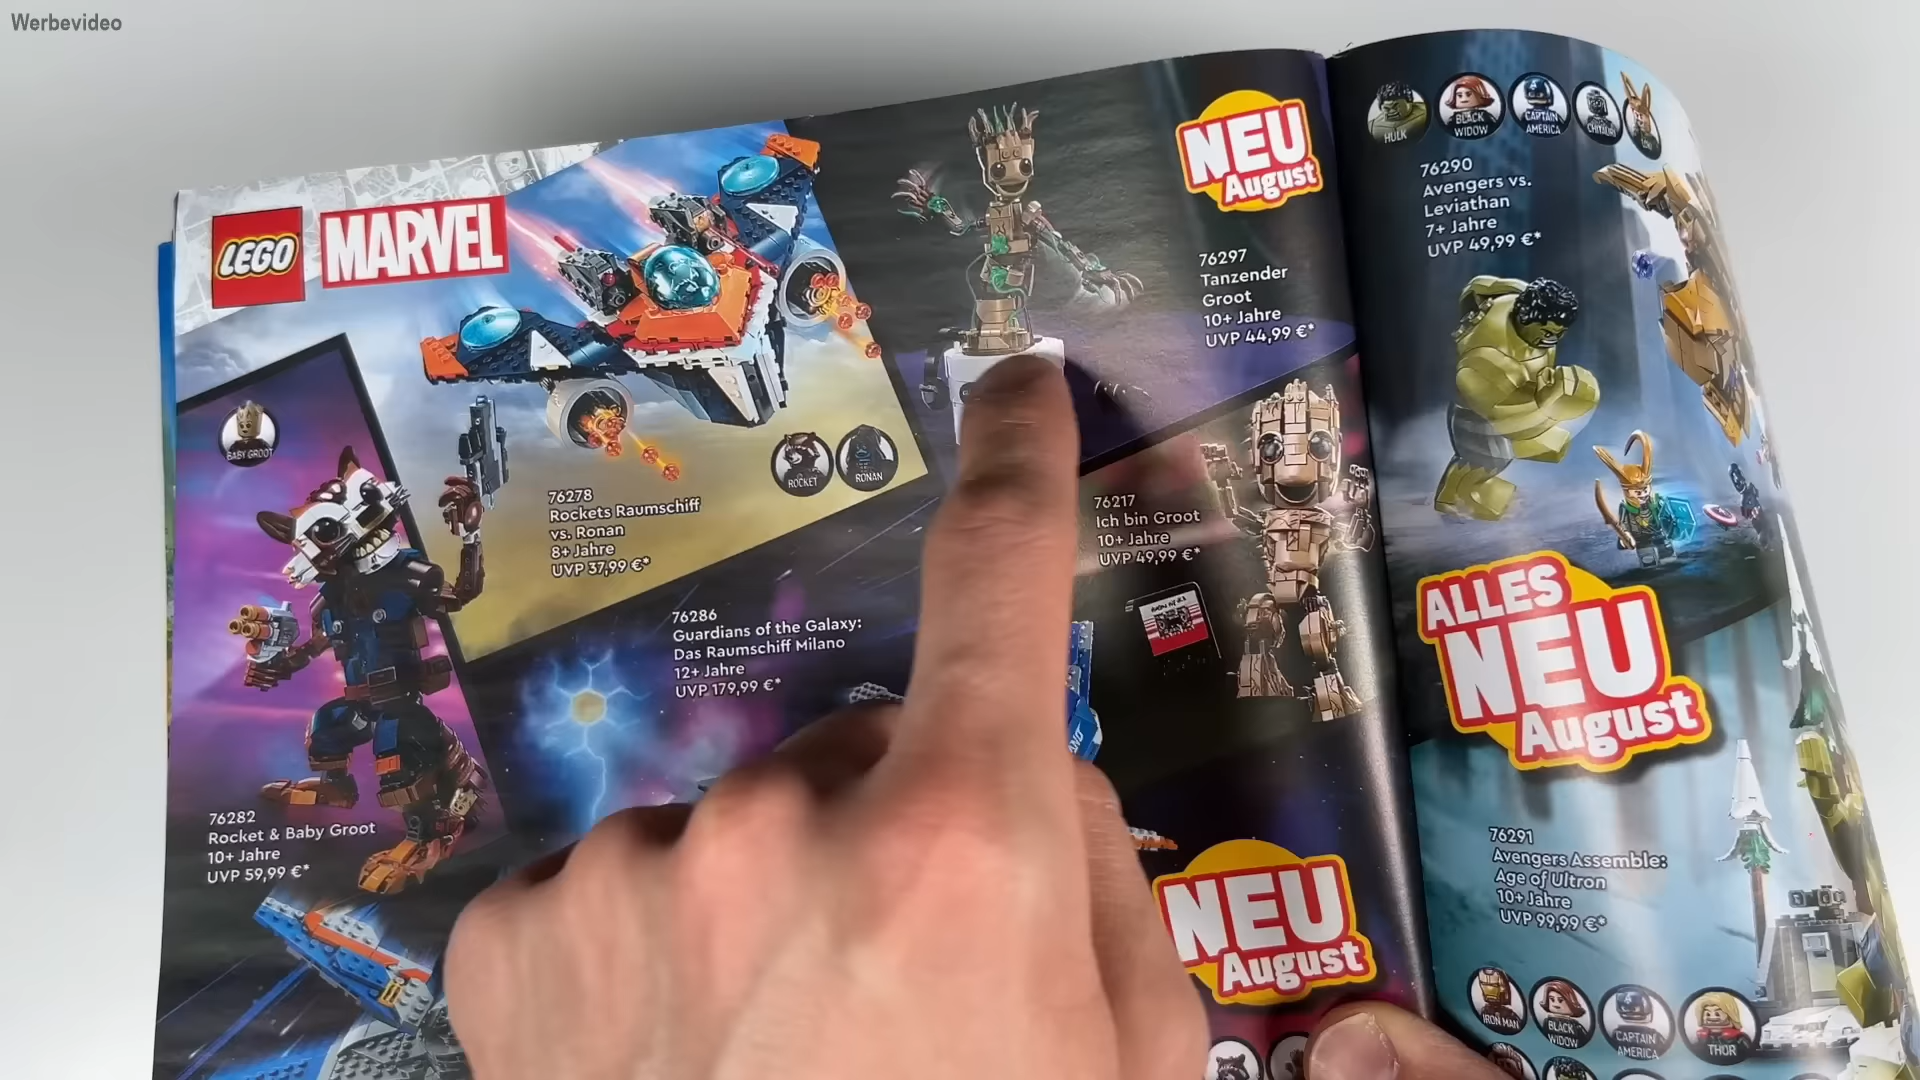 Werbevideo
LEGO
MARVEL
NEU
August
76297
Tanzender
Groot
10+ Jahre
UVP 44,99 €*
BABY GROOT
ROCKET
RONAN
76278
Rockets Raumschiff
vs. Ronan
8+ Jahre
UVP 37,99 €*
76217
Ich bin Groot
10+ Jahre
UVP 49,99 €*
76286
Guardians of the Galaxy:
Das Raumschiff Milano
12+ Jahre
UVP 179,99 €*
76282
Rocket & Baby Groot
10+ Jahre
UVP 59,99 €*
NEU
August
HULK
BLACK
WIDOW
CAPTAIN
AMERICA
CHITAURI
LOKI
76290
Avengers vs.
Leviathan
7+ Jahre
UVP 49,99 €*
ALLES
NEU
August
76291
Avengers Assemble:
Age of Ultron
10+ Jahre
UVP 99,99 €*
IRON MAN
BLACK
WIDOW
CAPTAIN
AMERICA
THOR